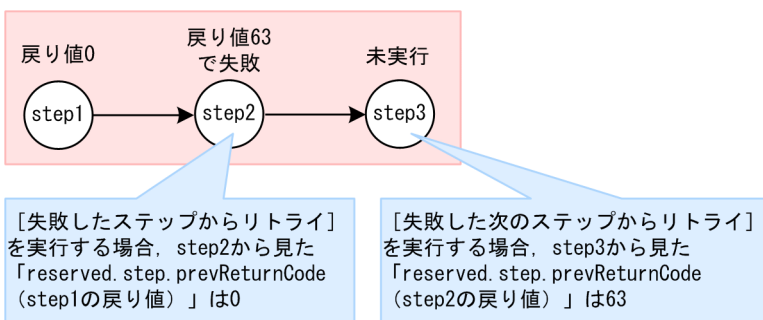 戻り値0
戻り値63
で失敗
未実行
step1
step2
step3
[失敗したステップからリトライ]
を実行する場合, step2から見た
「reserved.step.prevReturnCode
(step1の戻り値)」は0
[失敗した次のステップからリトライ]
を実行する場合, step3から見た
「reserved.step.prevReturnCode
(step2の戻り値)」は63